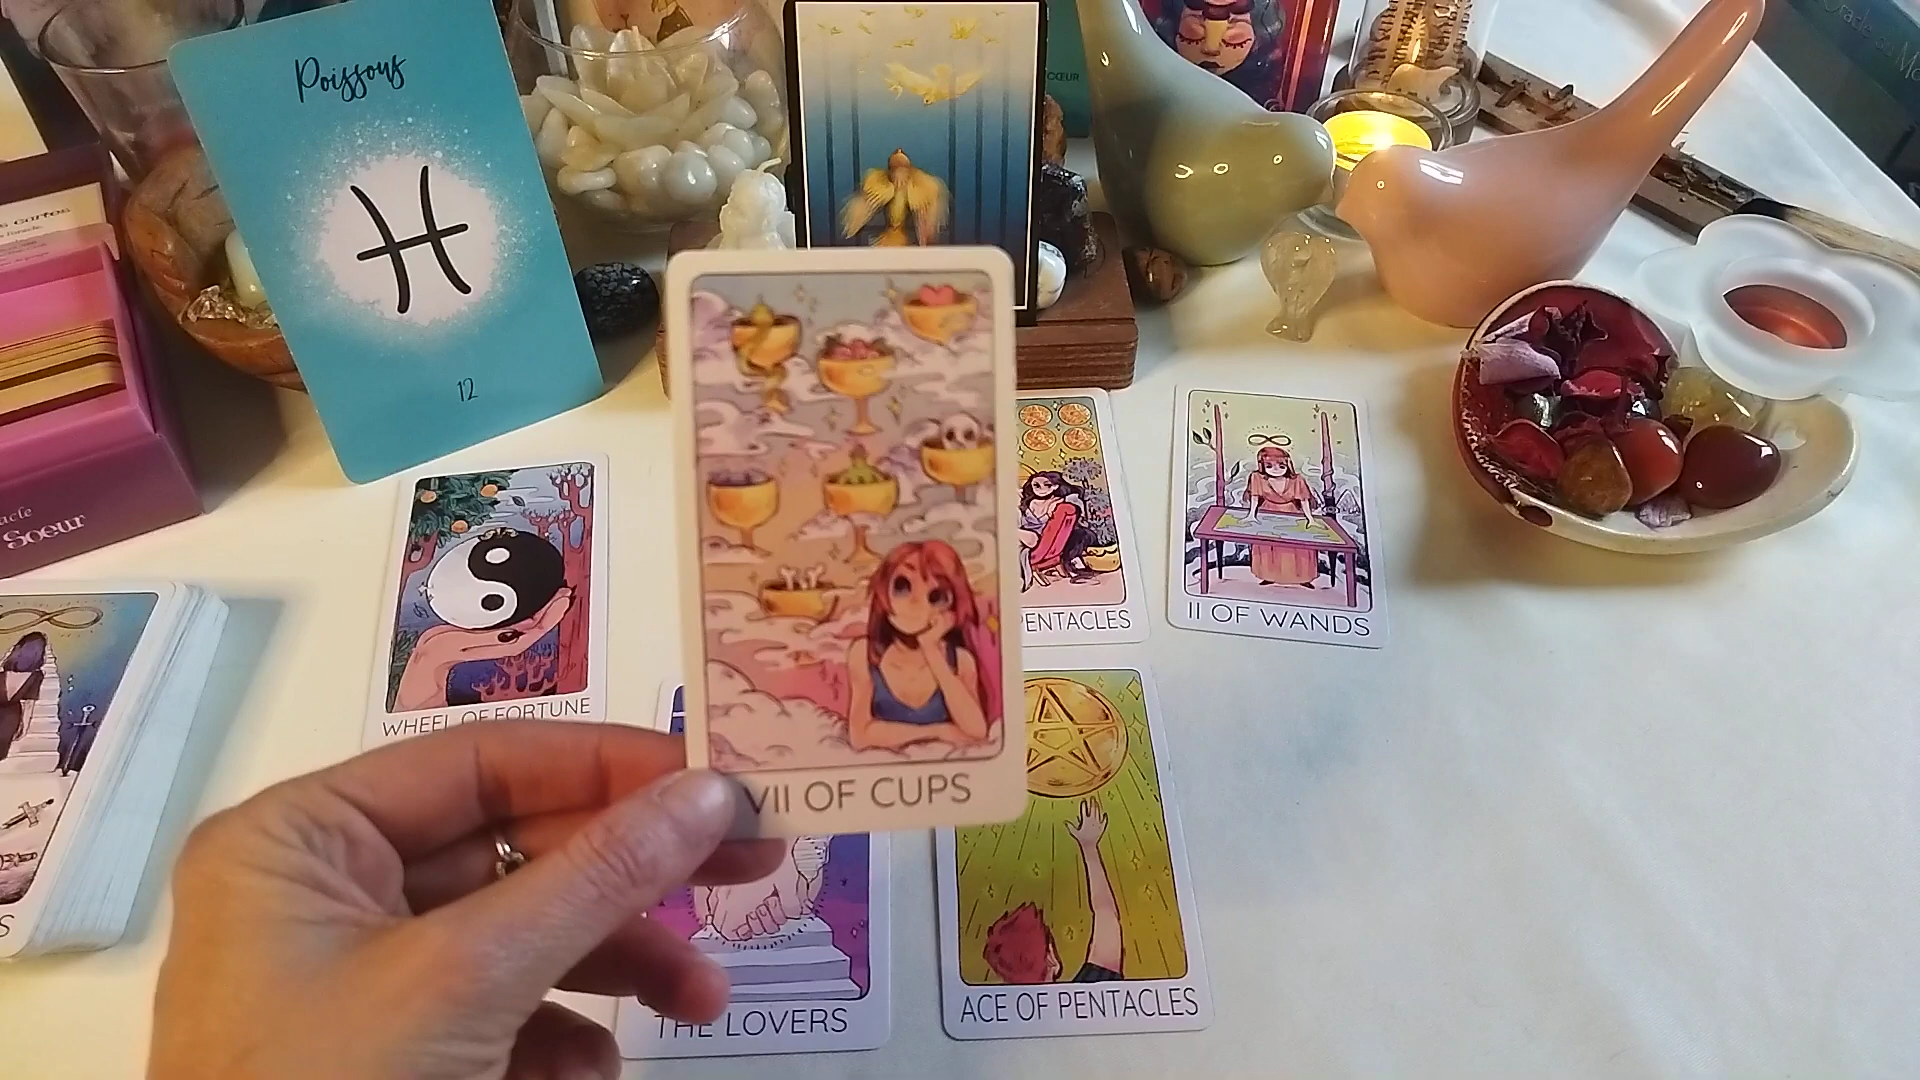 Poissons
12
CŒUR
Soeur
PENTACLES
II OF WANDS
WHEEL OF FORTUNE
VII OF CUPS
THE LOVERS
ACE OF PENTACLES
S